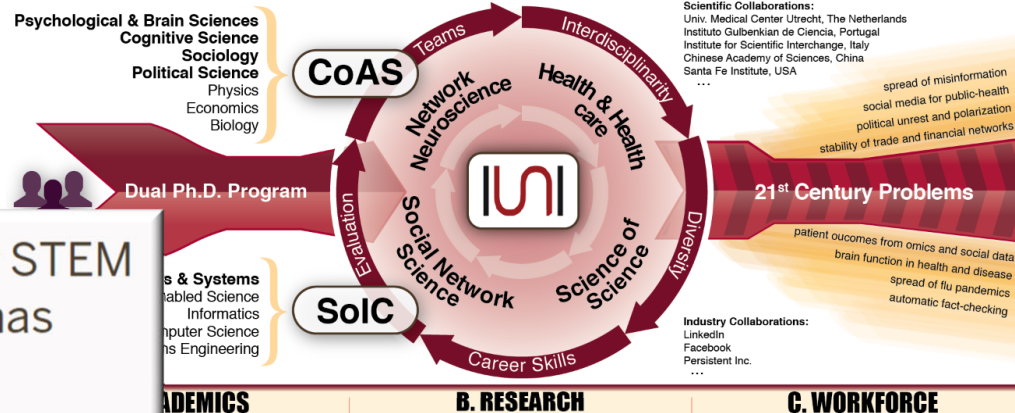 Psychological & Brain Sciences
Cognitive Science
Sociology
Political Science
Physics
Economics
Biology
CoAS
Dual Ph.D. Program
STEM
& Systems
Science
Informatics
Science
Engineering
SoIC
Teams
Interdisciplinarity
Diversity
Career Skills
Evaluation
Network
Neuroscience
Health & Health
care
Science of
Science
Social Network
Science
IUNI
Scientific Collaborations:
Univ. Medical Center Utrecht, The Netherlands
Instituto Gulbenkian de Ciencia, Portugal
Institute for Scientific Interchange, Italy
Chinese Academy of Sciences, China
Santa Fe Institute, USA
...
spread of misinformation
social media for public-health
political unrest and polarization
stability of trade and financial networks
21st Century Problems
patient oucomes from omics and social data
brain function in health and disease
spread of flu pandemics
automatic fact-checking
Industry Collaborations:
LinkedIn
Facebook
Persistent Inc.
...
B. RESEARCH
C. WORKFORCE